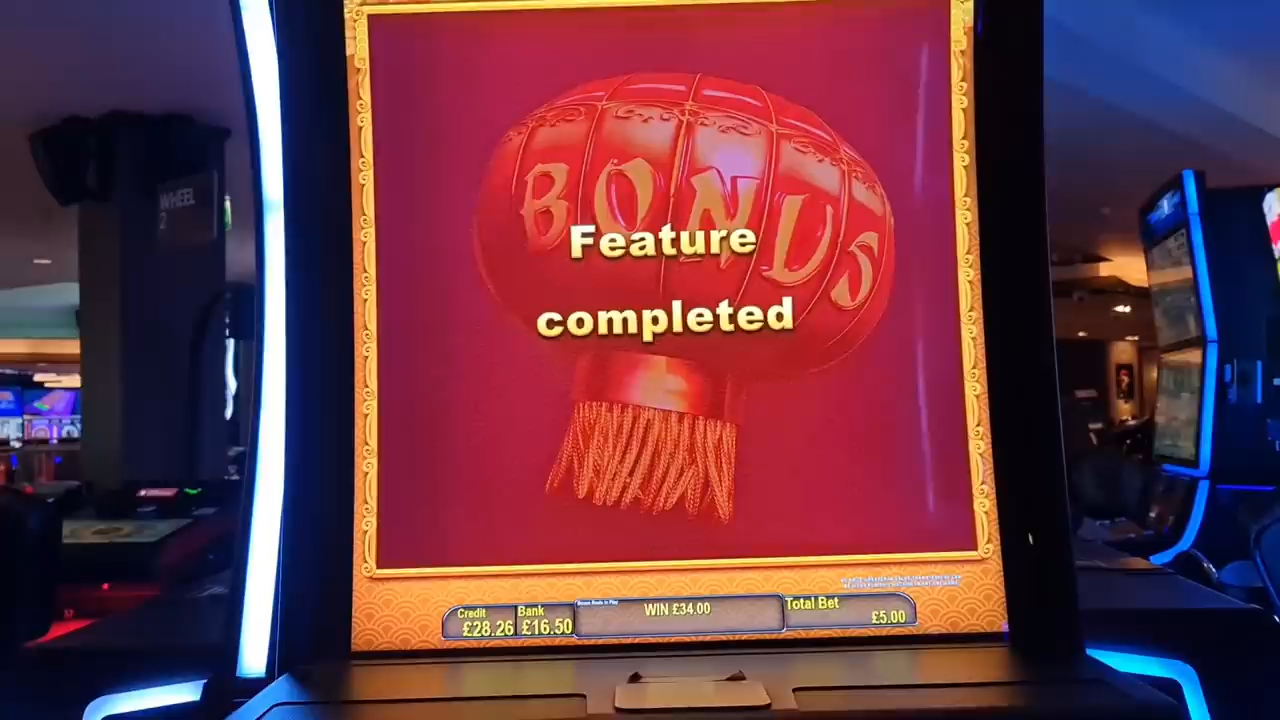 BONUS
Feature
completed
WHEEL
2
Credit
£28.26
Bank
£16.50
WIN £34.00
Total Bet
£5.00